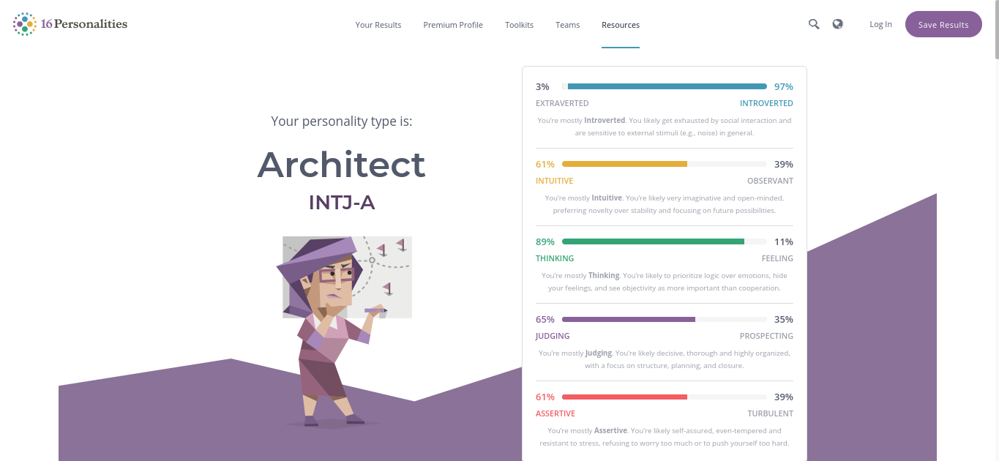 16Personalities
Your Results Premium Profile Toolkits Teams Resources Log In Save Results
Your personality type is:
Architect
INTJ-A
3% 97%
EXTRAVERTED INTROVERTED
You're mostly Introverted. You likely get exhausted by social interaction and
are sensitive to external stimuli (e.g., noise) in general.
61% 39%
INTUITIVE OBSERVANT
You're mostly Intuitive. You're likely very imaginative and open-minded,
preferring novelty over stability and focusing on future possibilities.
89% 11%
THINKING FEELING
You're mostly Thinking. You're likely to prioritize logic over emotions, hide
your feelings, and see objectivity as more important than cooperation.
65% 35%
JUDGING PROSPECTING
You're mostly Judging. You're likely decisive, thorough and highly organized,
with a focus on structure, planning, and closure.
61% 39%
ASSERTIVE TURBULENT
You're mostly Assertive. You're likely self-assured, even-tempered and
resistant to stress, refusing to worry too much or to push yourself too hard.